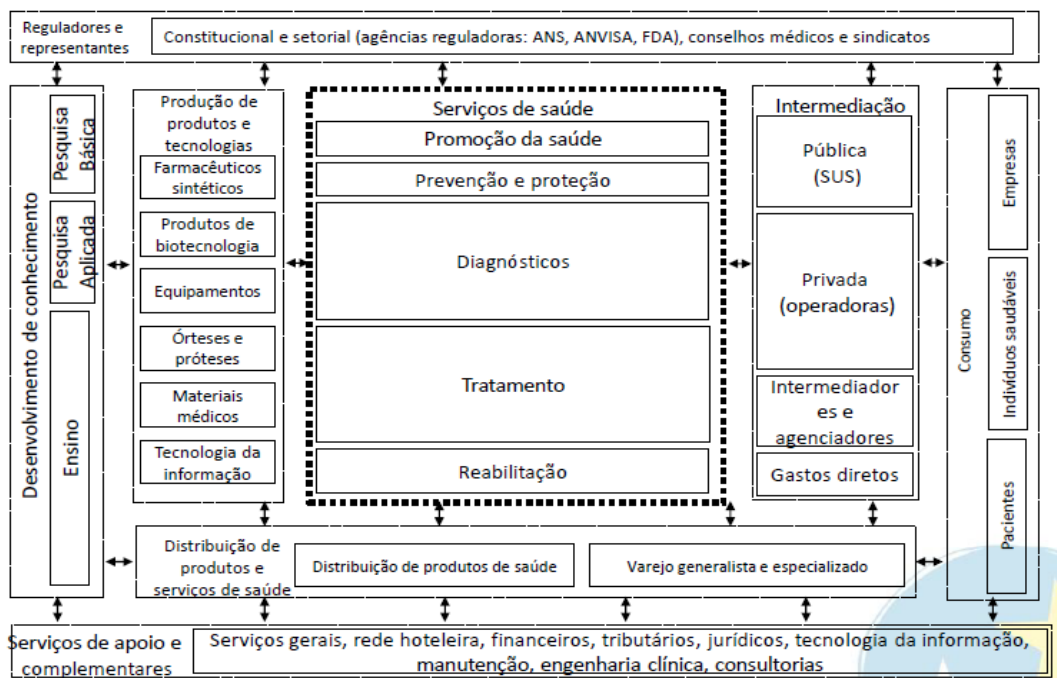 Reguladores e
representantes
Constitucional e setorial (agências reguladoras: ANS, ANVISA, FDA), conselhos médicos e sindicatos
Desenvolvimento de conhecimento
Pesquisa
Básica
Pesquisa
Aplicada
Ensino
Produção de
produtos e
tecnologias
Farmacêuticos
sintéticos
Produtos de
biotecnologia
Equipamentos
Órteses e
próteses
Materiais
médicos
Tecnologia da
informação
Serviços de saúde
Promoção da saúde
Prevenção e proteção
Diagnósticos
Tratamento
Reabilitação
Intermediação
Pública
(SUS)
Privada
(operadoras)
Intermediador
es e
agenciadores
Gastos diretos
Consumo
Empresas
Indivíduos saudáveis
Pacientes
Distribuição de
produtos e
serviços de saúde
Distribuição de produtos de saúde
Varejo generalista e especializado
Serviços de apoio e
complementares
Serviços gerais, rede hoteleira, financeiros, tributários, jurídicos, tecnologia da informação,
manutenção, engenharia clínica, consultorias